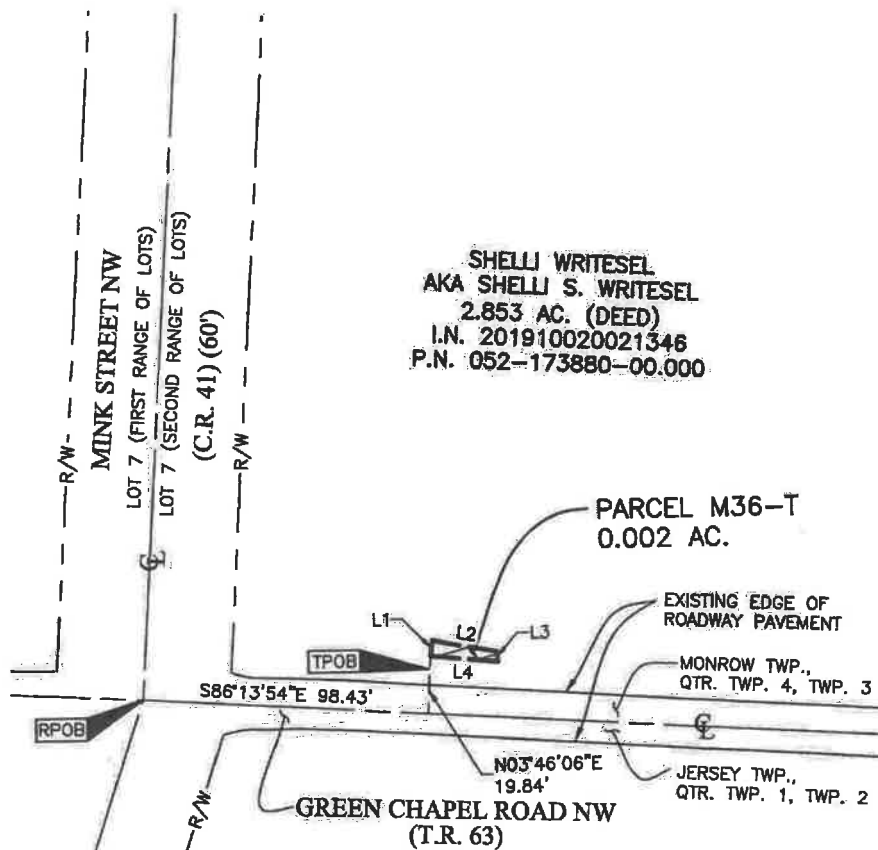 R/W
MINK STREET NW
LOT 7 (FIRST RANGE OF LOTS)
LOT 7 (SECOND RANGE OF LOTS)
(C.R. 41) (60')
R/W
CL
SHELLI WRITESEL
AKA SHELLI S. WRITESEL
2.853 AC. (DEED)
I.N. 201910020021346
P.N. 052-173880-00.000
PARCEL M36-T
0.002 AC.
L1
L2
L3
L4
TPOB
EXISTING EDGE OF
ROADWAY PAVEMENT
MONROW TWP.,
QTR. TWP. 4, TWP. 3
S86°13'54"E 98.43'
RPOB
CL
N03°46'06"E
19.84'
JERSEY TWP.,
QTR. TWP. 1, TWP. 2
R/W
GREEN CHAPEL ROAD NW
(T.R. 63)